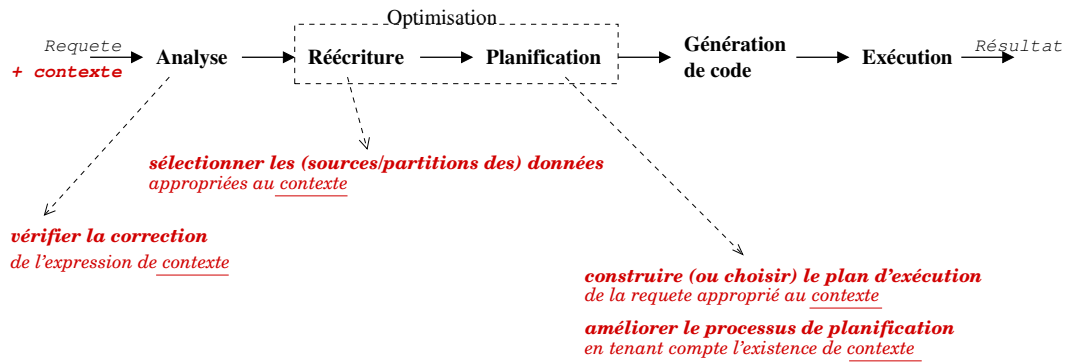 Optimisation
Requete
+ contexte
Analyse
Réécriture
Planification
Génération
de code
Exécution
Résultat
sélectionner les (sources/partitions des) données
appropriées au contexte
vérifier la correction
de l'expression de contexte
construire (ou choisir) le plan d'exécution
de la requete approprié au contexte
améliorer le processus de planification
en tenant compte l'existence de contexte